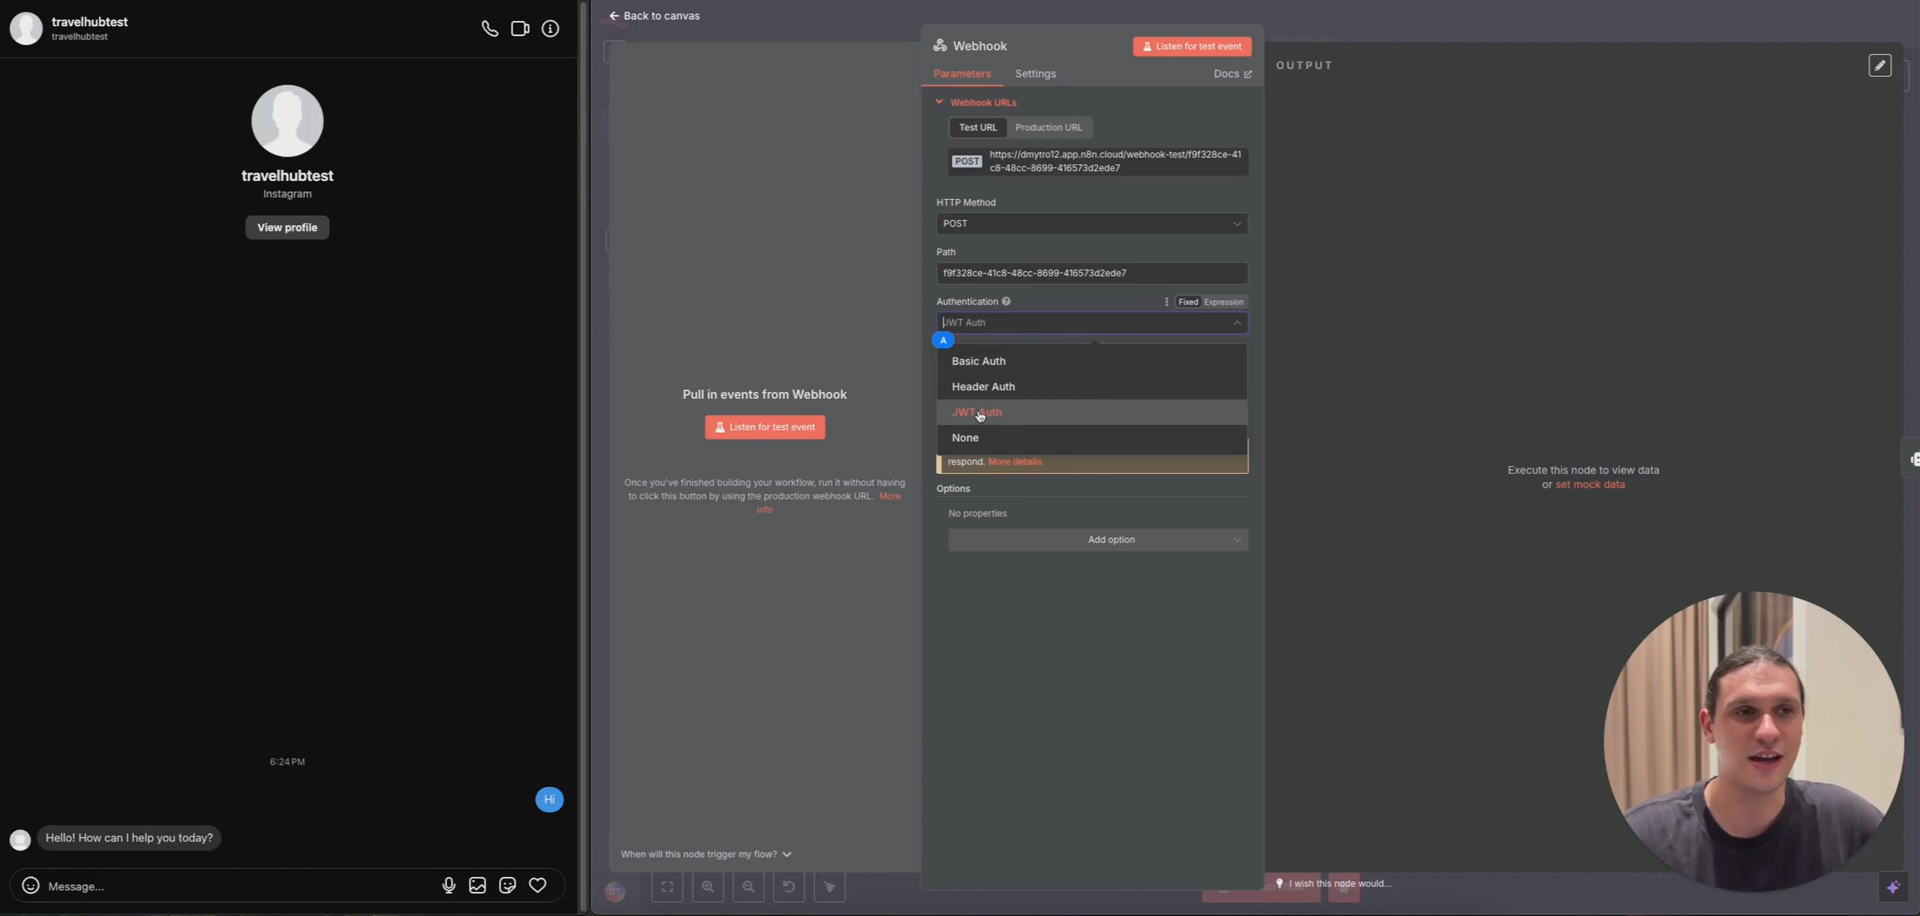 travelhubtest
travelhubtest
travelhubtest
Instagram
View profile
6:24 PM
Hi
Hello! How can I help you today?
Message...
Back to canvas
Pull in events from Webhook
Listen for test event
Once you've finished building your workflow, run it without having
to click this button by using the production webhook URL. More
info
When will this node trigger my flow?
Webhook
Listen for test event
Parameters
Settings
Docs
Webhook URLs
Test URL
Production URL
POST
https://dmytro12.app.n8n.cloud/webhook-test/f9f328ce-41
c8-48cc-8699-416573d2ede7
HTTP Method
POST
Path
f9f328ce-41c8-48cc-8699-416573d2ede7
Authentication
Fixed
Expression
JWT Auth
A
Basic Auth
Header Auth
JWT Auth
None
respond. More details
Options
No properties
Add option
I wish this node would...
OUTPUT
Execute this node to view data
or set mock data